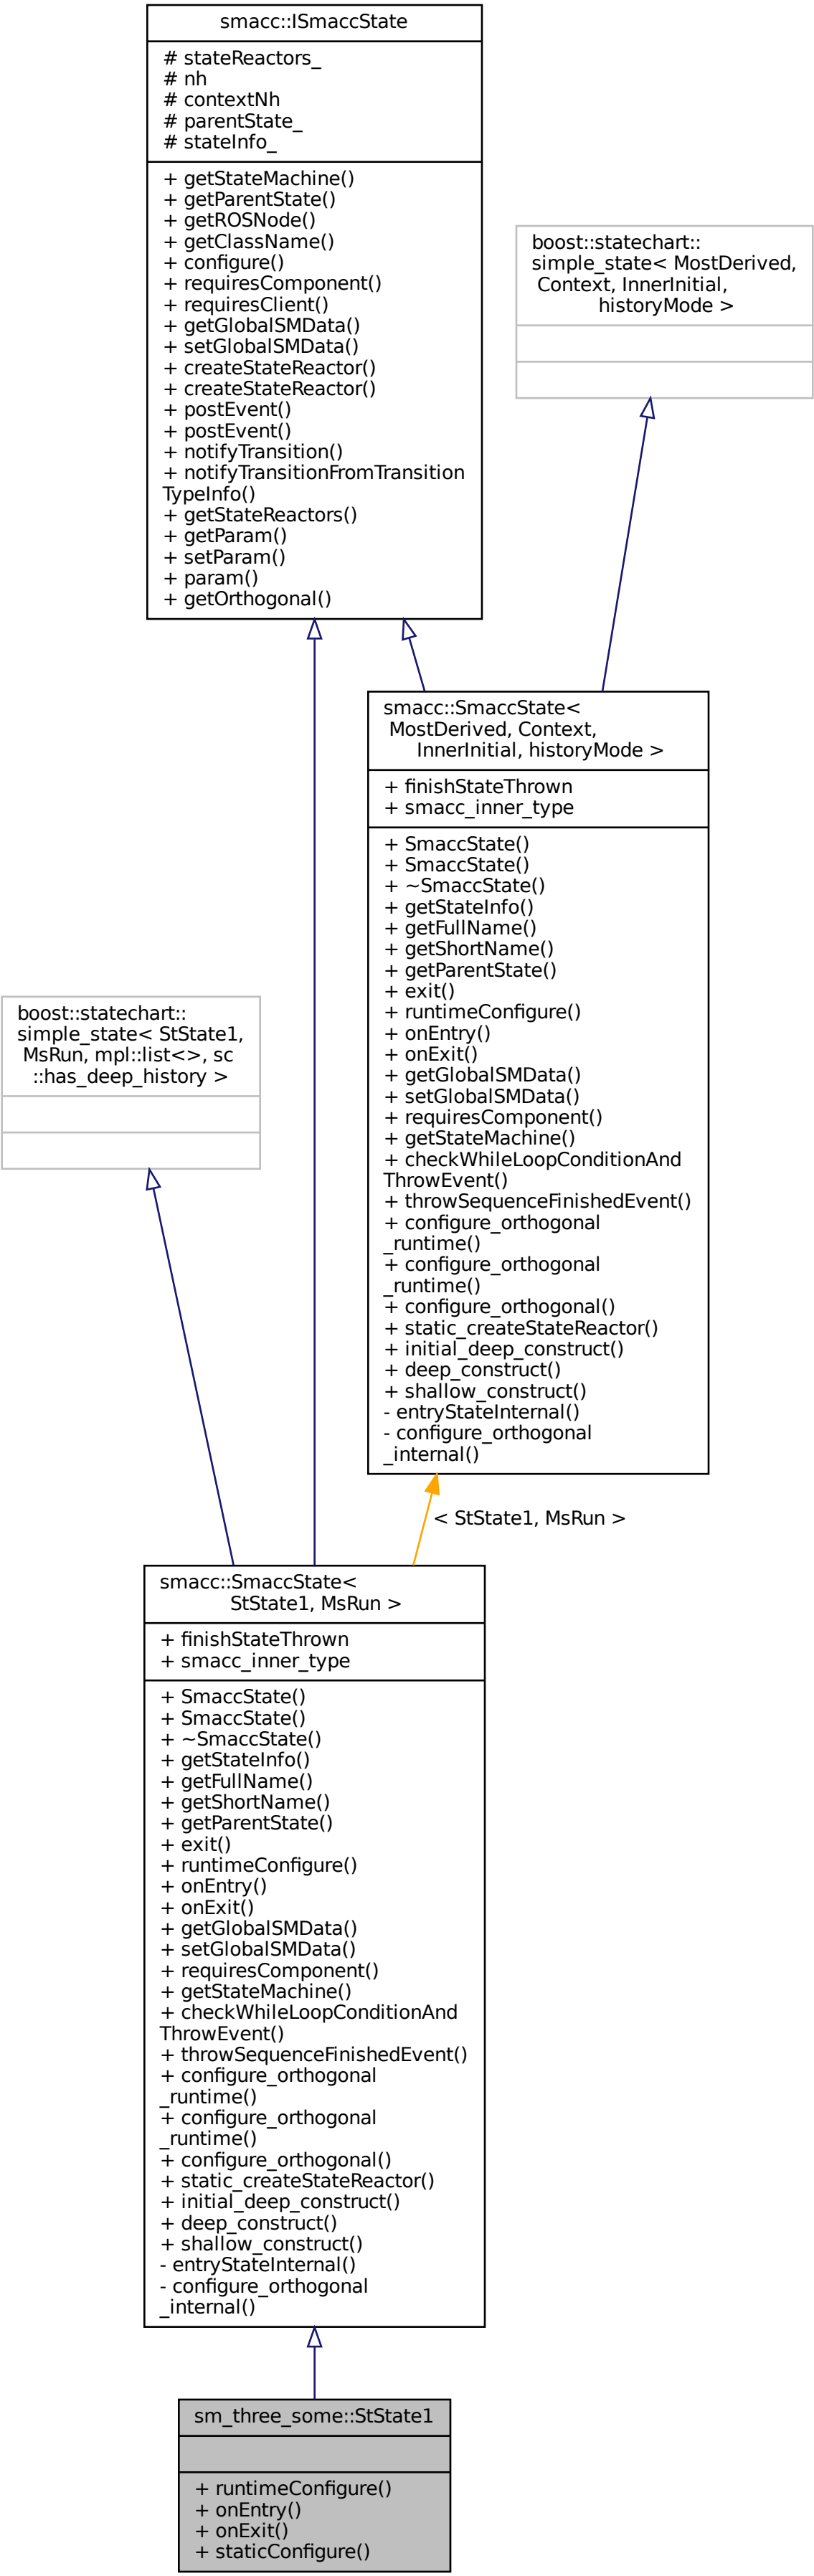 smacc::ISmaccState
# stateReactors_
# nh
# contextNh
# parentState_
# stateInfo_
+ getStateMachine()
+ getParentState()
+ getROSNode()
+ getClassName()
+ configure()
+ requiresComponent()
+ requiresClient()
+ getGlobalSMData()
+ setGlobalSMData()
+ createStateReactor()
+ createStateReactor()
+ postEvent()
+ postEvent()
+ notifyTransition()
+ notifyTransitionFromTransition
TypeInfo()
+ getStateReactors()
+ getParam()
+ setParam()
+ param()
+ getOrthogonal()
boost::statechart::
simple_state< MostDerived,
Context, InnerInitial,
historyMode >
smacc::SmaccState<
MostDerived, Context,
InnerInitial, historyMode >
+ finishStateThrown
+ smacc_inner_type
+ SmaccState()
+ SmaccState()
+ ~SmaccState()
+ getStateInfo()
+ getFullName()
+ getShortName()
+ getParentState()
+ exit()
+ runtimeConfigure()
+ onEntry()
+ onExit()
+ getGlobalSMData()
+ setGlobalSMData()
+ requiresComponent()
+ getStateMachine()
+ checkWhileLoopConditionAnd
ThrowEvent()
+ throwSequenceFinishedEvent()
+ configure_orthogonal
_runtime()
+ configure_orthogonal
_runtime()
+ configure_orthogonal()
+ static_createStateReactor()
+ initial_deep_construct()
+ deep_construct()
+ shallow_construct()
- entryStateInternal()
- configure_orthogonal
_internal()
boost::statechart::
simple_state< StState1,
MsRun, mpl::list<>, sc
::has_deep_history >
< StState1, MsRun >
smacc::SmaccState<
StState1, MsRun >
+ finishStateThrown
+ smacc_inner_type
+ SmaccState()
+ SmaccState()
+ ~SmaccState()
+ getStateInfo()
+ getFullName()
+ getShortName()
+ getParentState()
+ exit()
+ runtimeConfigure()
+ onEntry()
+ onExit()
+ getGlobalSMData()
+ setGlobalSMData()
+ requiresComponent()
+ getStateMachine()
+ checkWhileLoopConditionAnd
ThrowEvent()
+ throwSequenceFinishedEvent()
+ configure_orthogonal
_runtime()
+ configure_orthogonal
_runtime()
+ configure_orthogonal()
+ static_createStateReactor()
+ initial_deep_construct()
+ deep_construct()
+ shallow_construct()
- entryStateInternal()
- configure_orthogonal
_internal()
sm_three_some::StState1
+ runtimeConfigure()
+ onEntry()
+ onExit()
+ staticConfigure()